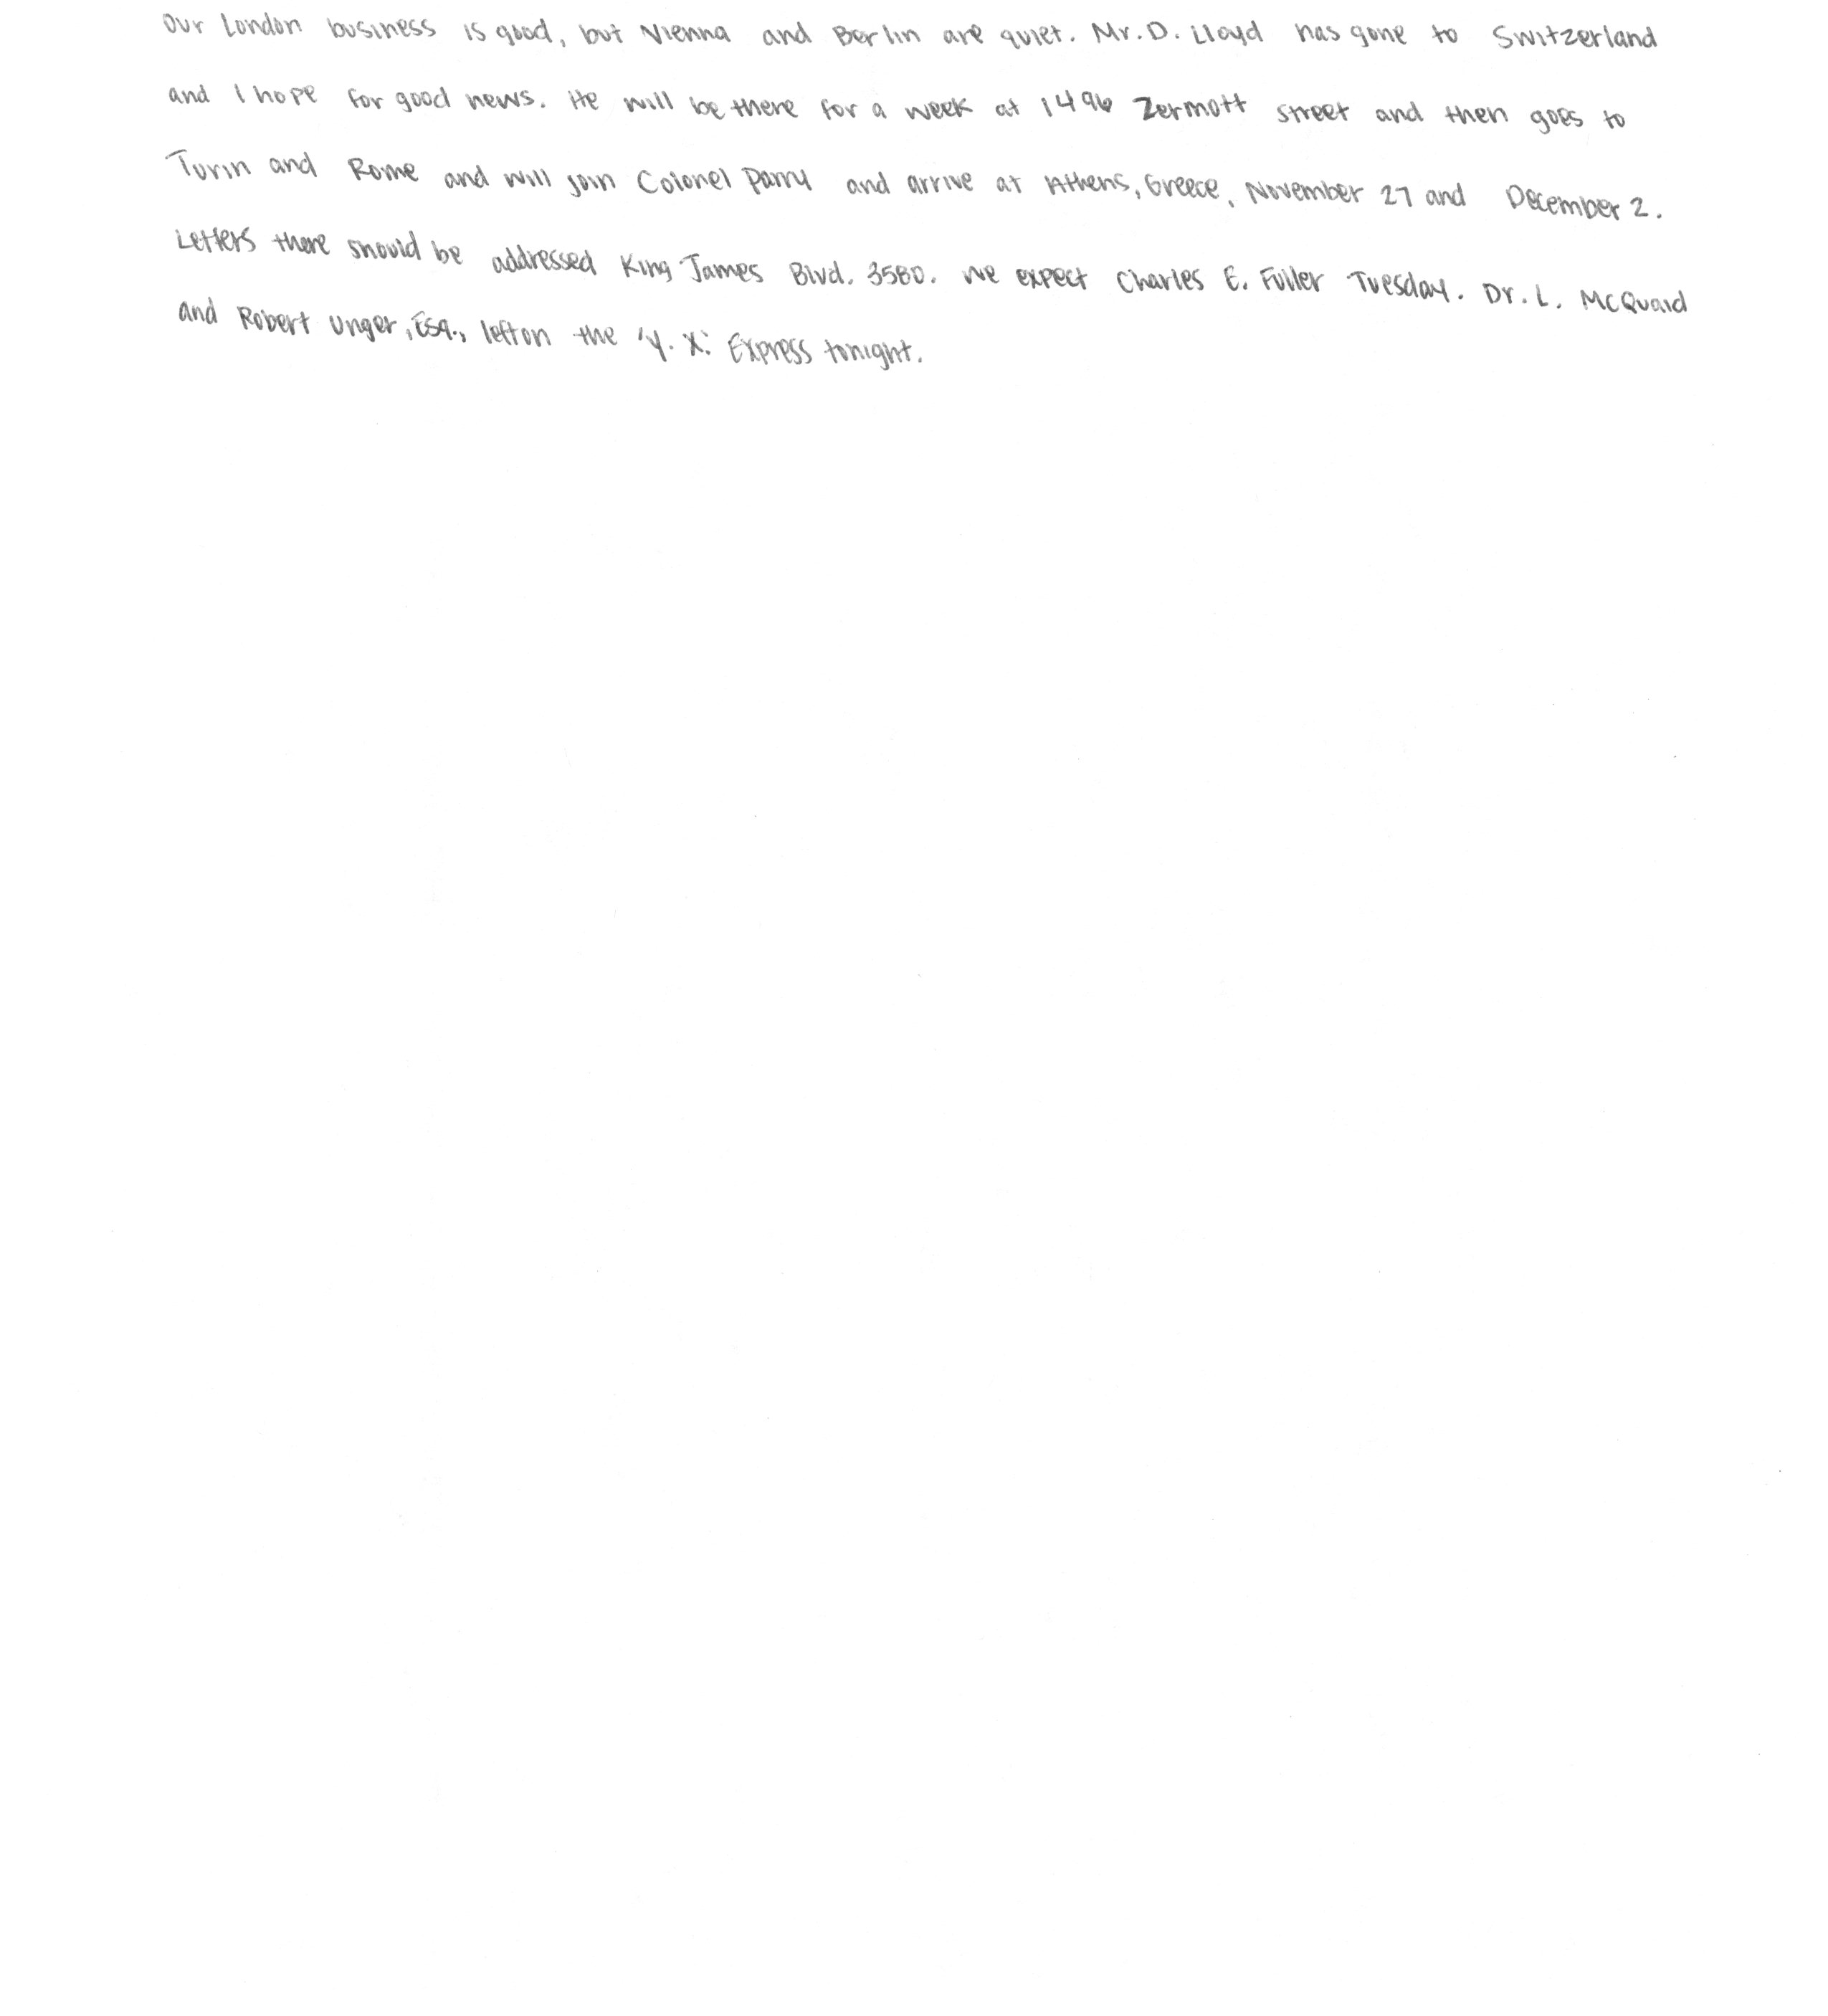 Our London business is good, but Vienna and Berlin are quiet. Mr. D. Lloyd has gone to Switzerland
and I hope for good news. He will be there for a week at 1496 Zermott street and then goes to
Turin and Rome and will join Colonel Parry and arrive at Athens, Greece, November 27 and December 2.
Letters there should be addressed King James Blvd. 3580. We expect Charles E. Fuller Tuesday. Dr. L. McQuaid
and Robert Unger, Esq., left on the 'Y. X.' Express tonight.